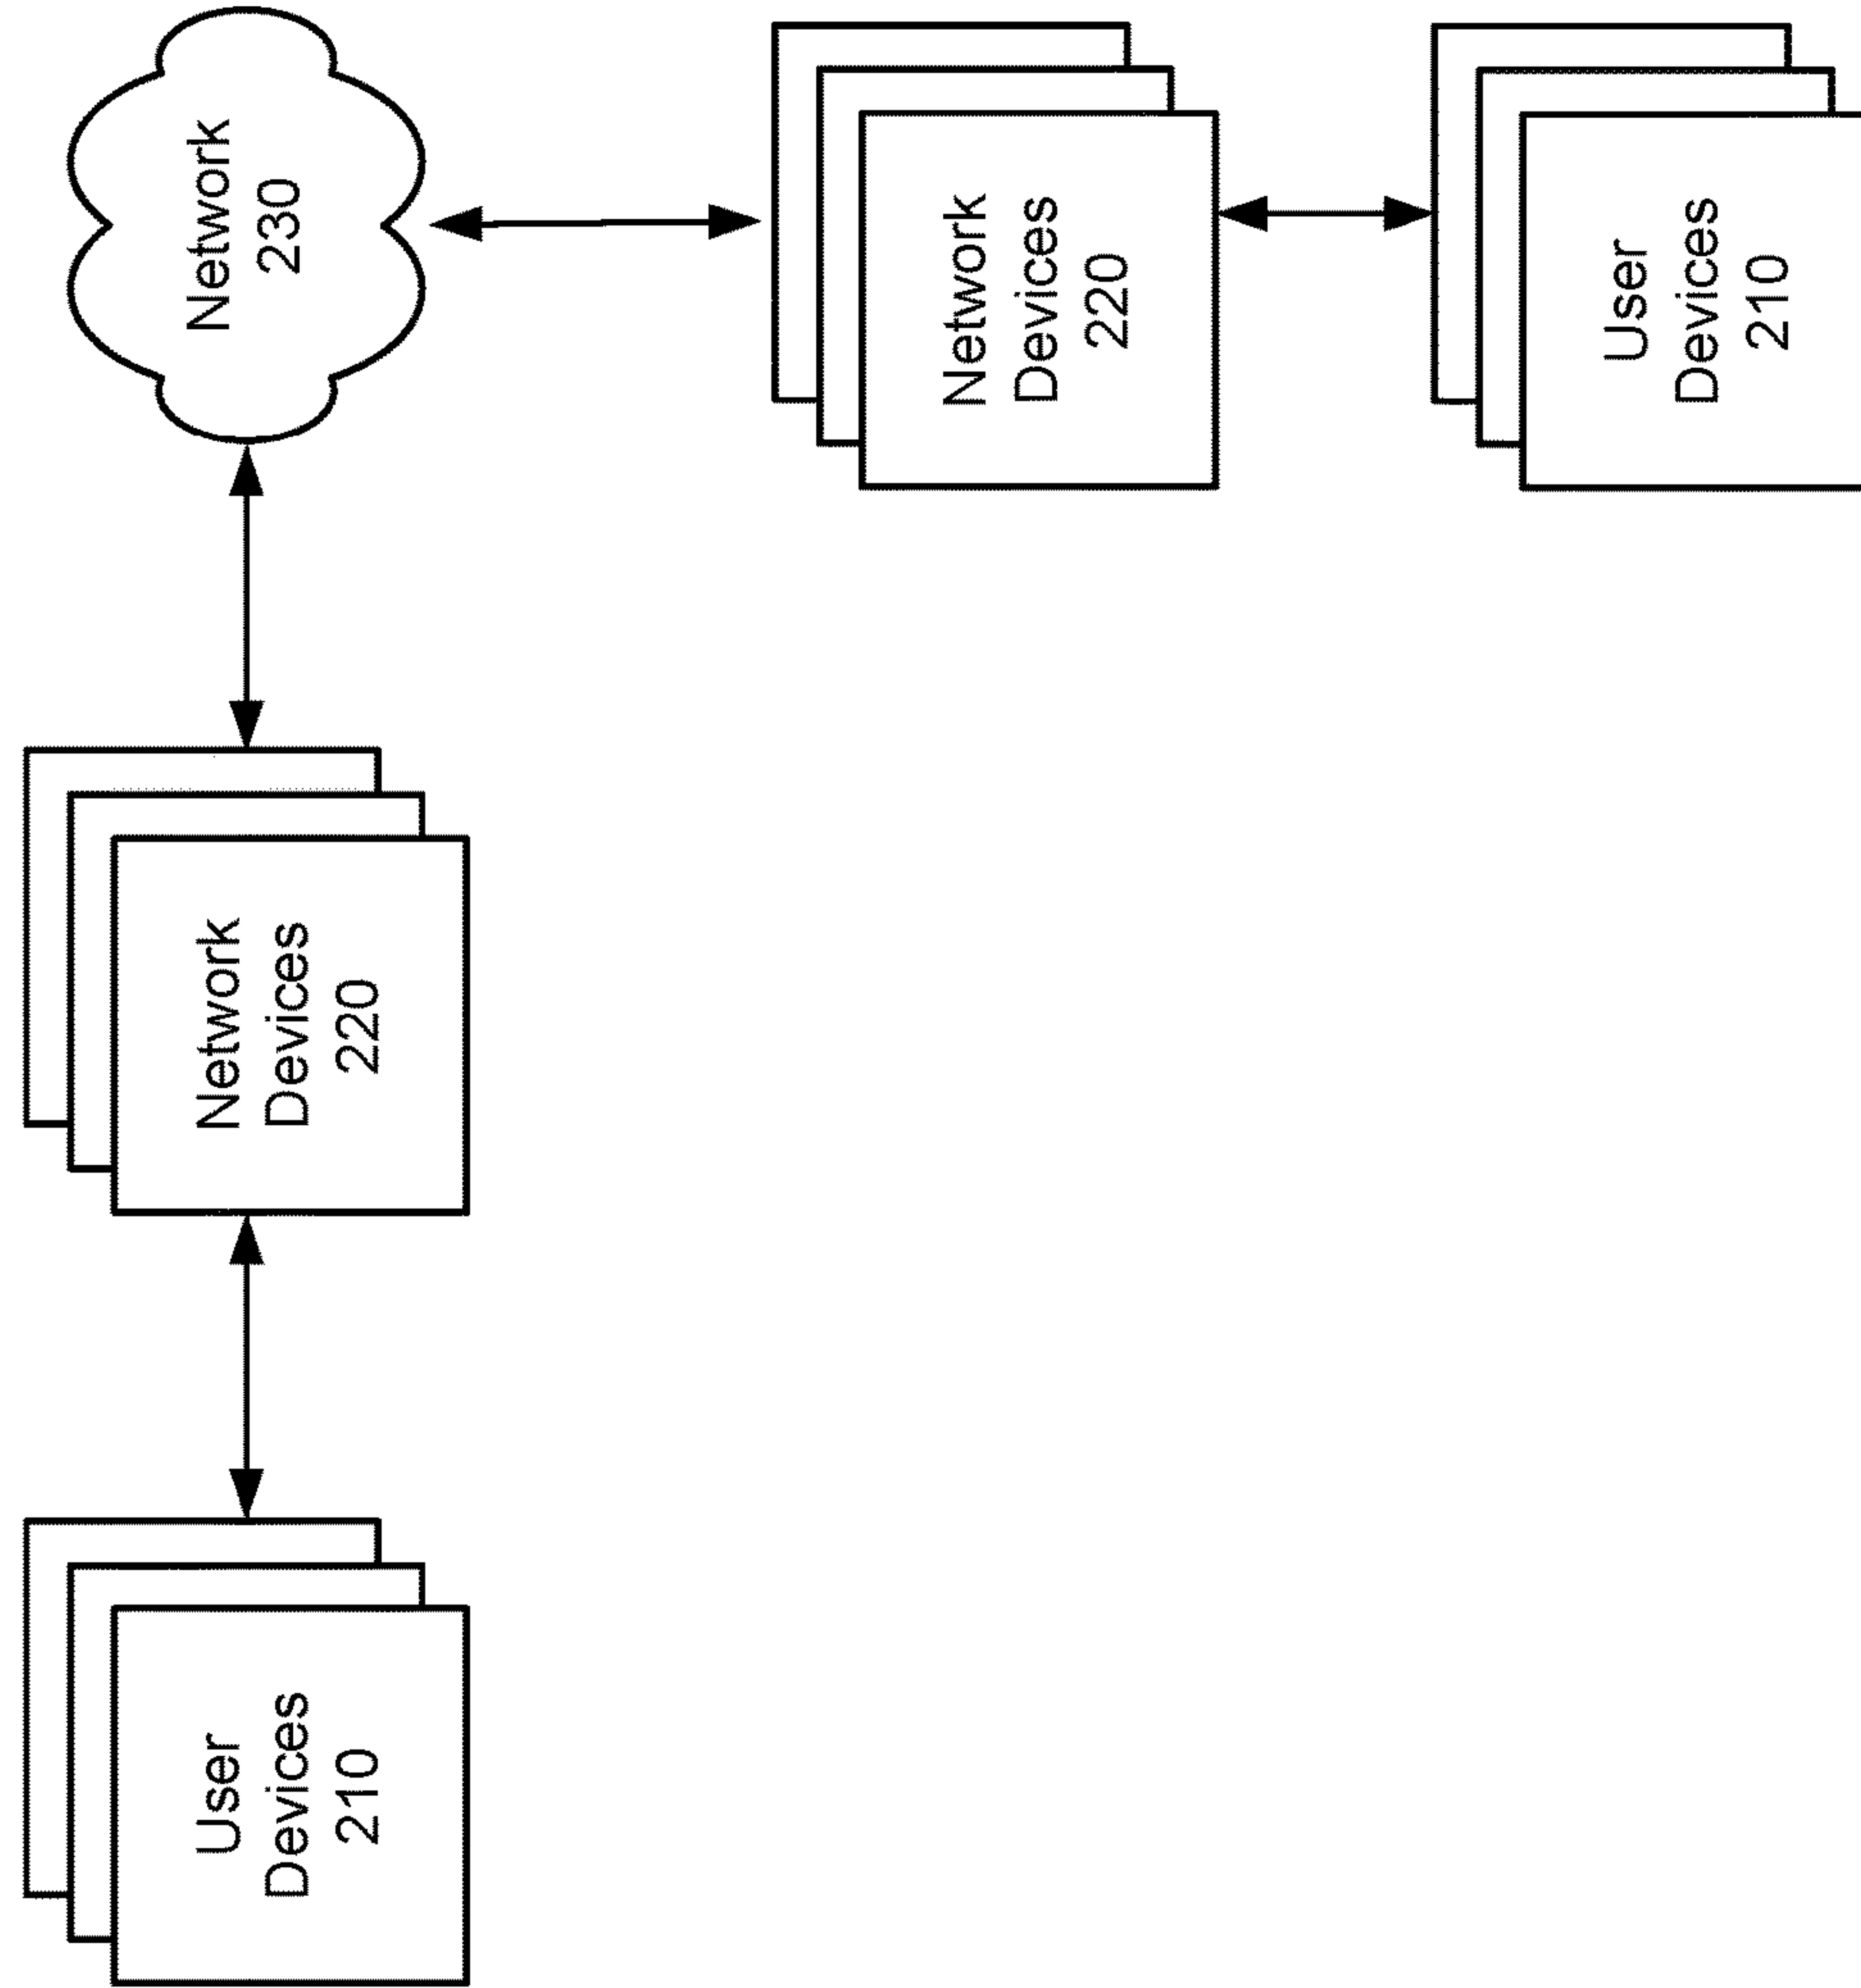 User
Devices
210
Network
Devices
220
Network
230
Network
Devices
220
User
Devices
210